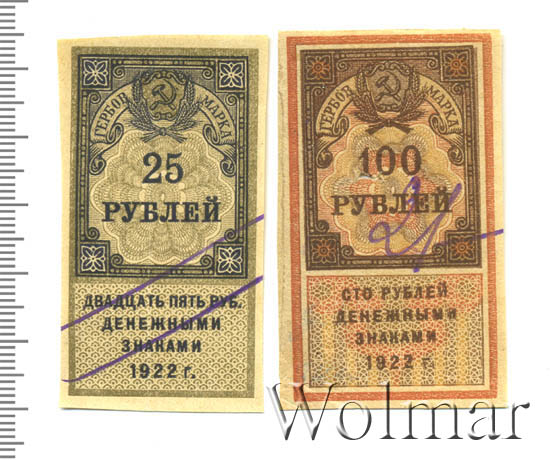 ГЕРБОВ. МАРКА
25
РУБЛЕЙ
ДВАДЦАТЬ ПЯТЬ РУБ.
ДЕНЕЖНЫМИ
ЗНАКАМИ
1922 г.
ГЕРБОВ. МАРКА
100
РУБЛЕЙ
СТО РУБЛЕЙ
ДЕНЕЖНЫМИ
ЗНАКАМИ
1922 г.
Wolmar